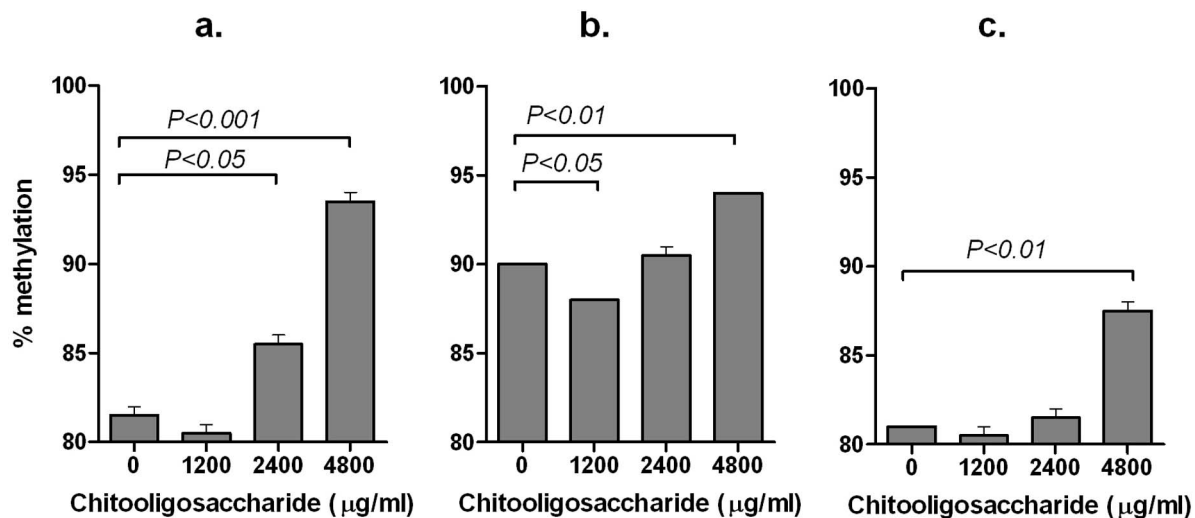 a.
% methylation
100
95
90
85
80
P<0.001
P<0.05
0 1200 2400 4800
Chitooligosaccharide (μg/ml)
b.
100
95
90
85
80
P<0.01
P<0.05
0 1200 2400 4800
Chitooligosaccharide (μg/ml)
c.
100
95
90
85
80
P<0.01
0 1200 2400 4800
Chitooligosaccharide (μg/ml)